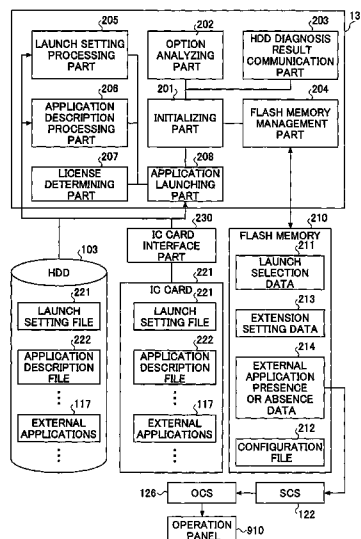 13
205
202
203
LAUNCH SETTING
PROCESSING
PART
OPTION
ANALYZING
PART
HDD DIAGNOSIS
RESULT
COMMUNICATION
PART
206
201
204
APPLICATION
DESCRIPTION
PROCESSING
PART
INITIALIZING
PART
FLASH MEMORY
MANAGEMENT
PART
207
208
LICENSE
DETERMINING
PART
APPLICATION
LAUNCHING
PART
230
210
103
IC CARD
INTERFACE
PART
FLASH MEMORY
211
LAUNCH
SELECTION
DATA
HDD
221
IC CARD
221
221
LAUNCH
SETTING FILE
LAUNCH
SETTING FILE
213
EXTENSION
SETTING DATA
222
222
214
APPLICATION
DESCRIPTION
FILE
APPLICATION
DESCRIPTION
FILE
EXTERNAL
APPLICATION
PRESENCE
OR ABSENCE
DATA
117
117
EXTERNAL
APPLICATIONS
EXTERNAL
APPLICATIONS
212
CONFIGURATION
FILE
126
OCS
SCS
122
OPERATION
PANEL
910